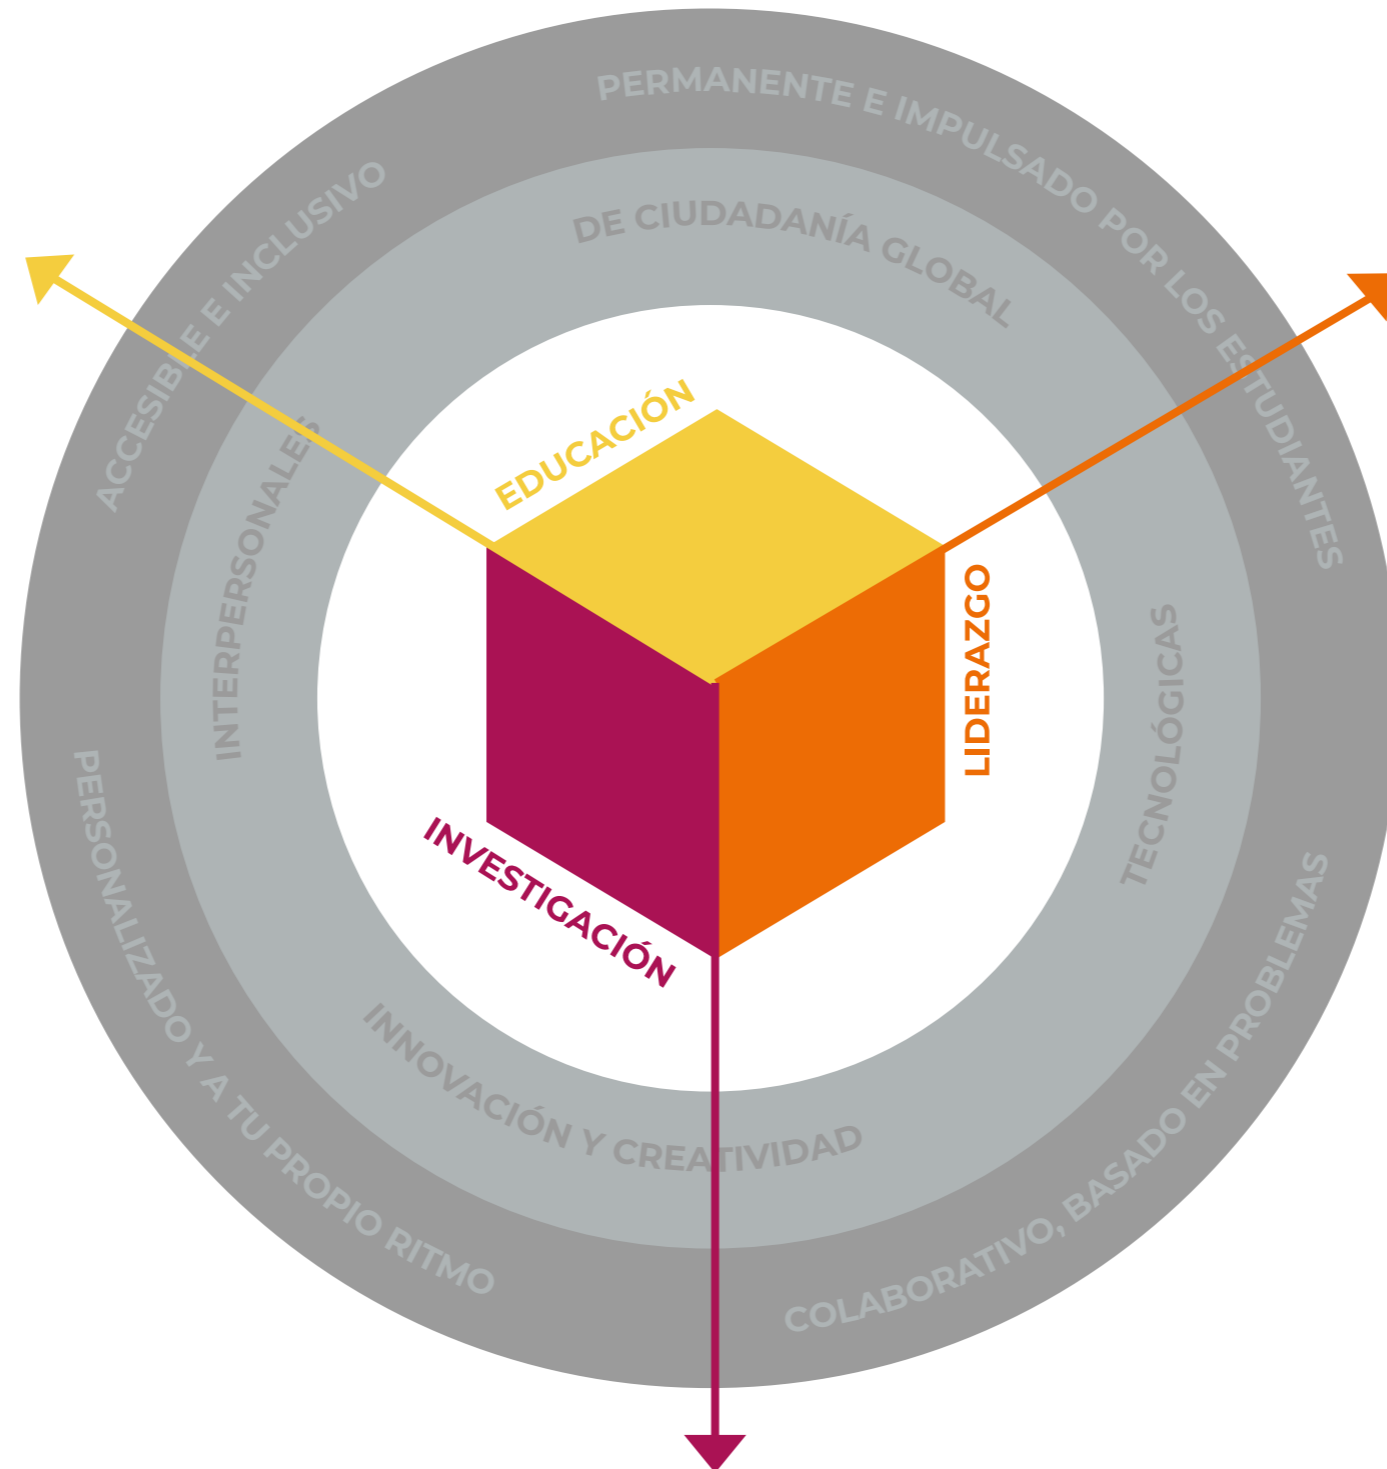 PERMANENTE E IMPULSADO POR LOS ESTUDIANTES
ACCESIBLE E INCLUSIVO
DE CIUDADANÍA GLOBAL
INTERPERSONALES
EDUCACIÓN
LIDERAZGO
TECNOLÓGICAS
INVESTIGACIÓN
PERSONALIZADO Y A TU PROPIO RITMO
INNOVACIÓN Y CREATIVIDAD
COLABORATIVO, BASADO EN PROBLEMAS